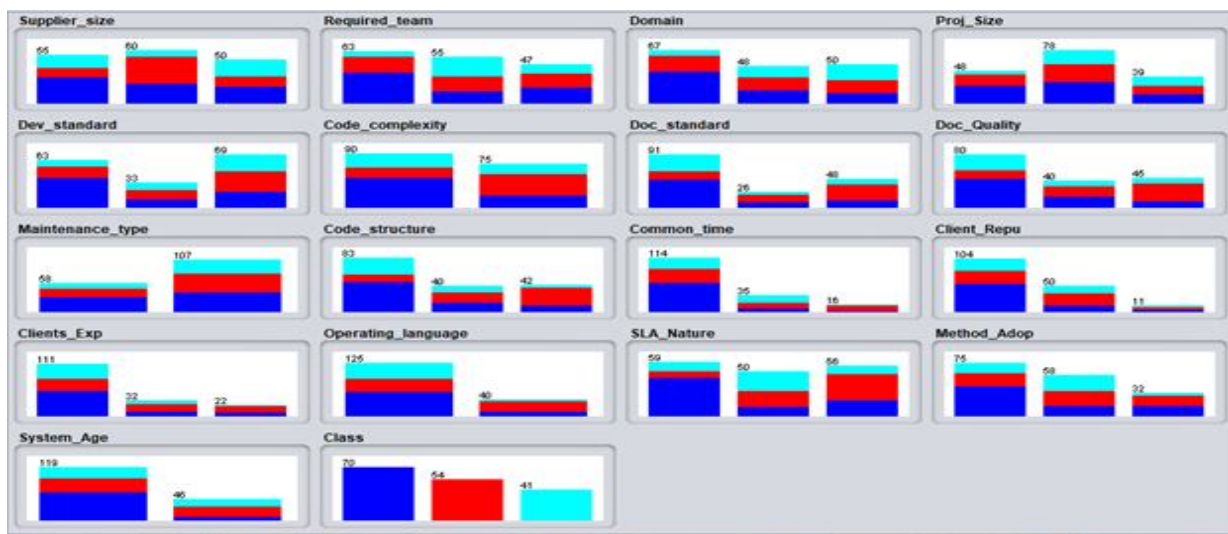 Supplier_size Required_team Domain Proj_Size
55 60 50 63 55 47 67 48 50 48 78 39
Dev_standard Code_complexity Doc_standard Doc_Quality
63 33 69 90 75 91 26 48 80 40 45
Maintenance_type Code_structure Common_time Client_Repu
58 107 83 40 42 114 35 16 104 50 11
Clients_Exp Operating_language SLA_Nature Method_Adop
111 32 22 125 40 59 50 56 75 58 32
System_Age Class
119 46 70 54 41